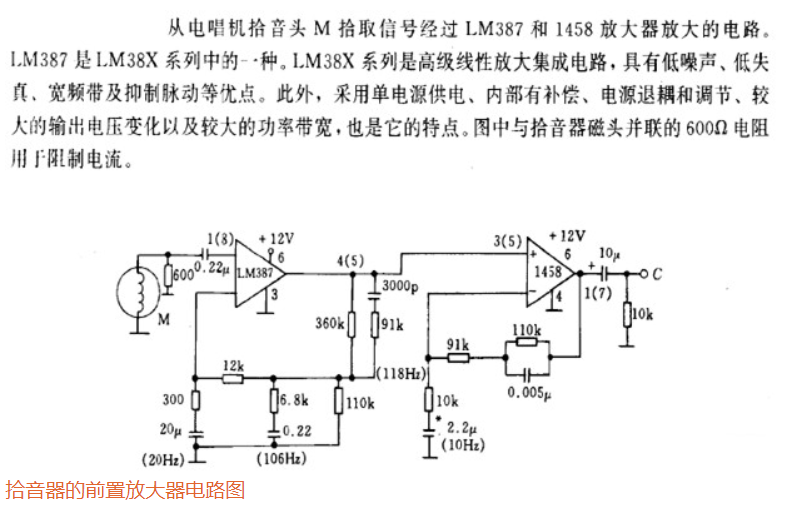 从电唱机拾音头 M 拾取信号经过 LM387 和 1458 放大器放大的电路。
LM387 是 LM38X 系列中的一种。LM38X 系列是高级线性放大集成电路，具有低噪声、低失
真、宽频带及抑制脉动等优点。此外，采用单电源供电、内部有补偿、电源退耦和调节、较
大的输出电压变化以及较大的功率带宽，也是它的特点。图中与拾音器磁头并联的 600Ω 电阻
用于阻制电流。
1(8)
+12V
6
600
0.22μ
LM387
3
M
4(5)
3000p
360k
91k
12k
(118Hz)
300
6.8k
110k
20μ
0.22
(20Hz)
(106Hz)
3(5)
+12V
6
+
1458
−
4
+
10μ
C
1(7)
10k
91k
110k
0.005μ
10k
*
2.2μ
(10Hz)
拾音器的前置放大器电路图